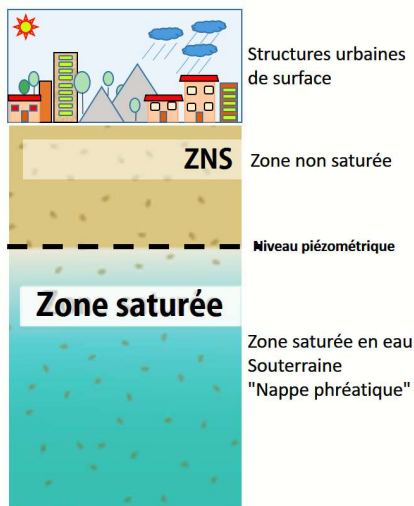 Structures urbaines
de surface
ZNS
Zone non saturée
Niveau piézométrique
Zone saturée
Zone saturée en eau
Souterraine
"Nappe phréatique"